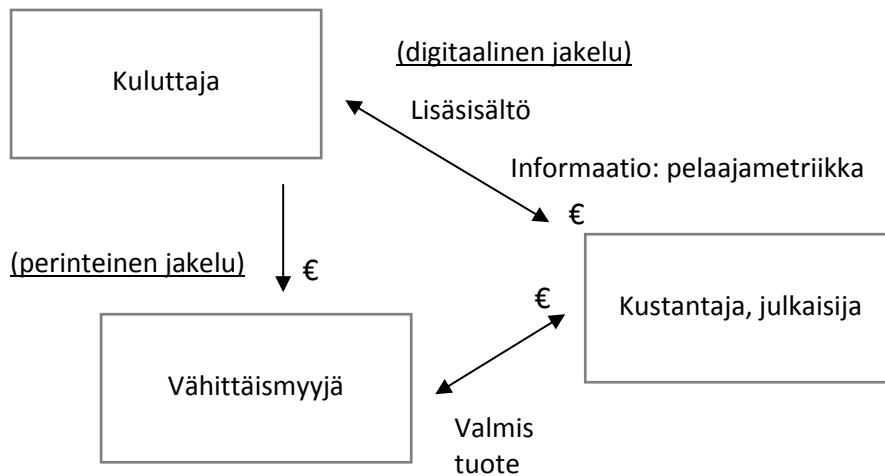 (digitaalinen jakelu)
Kuluttaja
Lisäsisältö
Informaatio: pelaajametriikka
€
(perinteinen jakelu)
€
€
Kustantaja, julkaisija
Vähittäismyyjä
Valmis
tuote